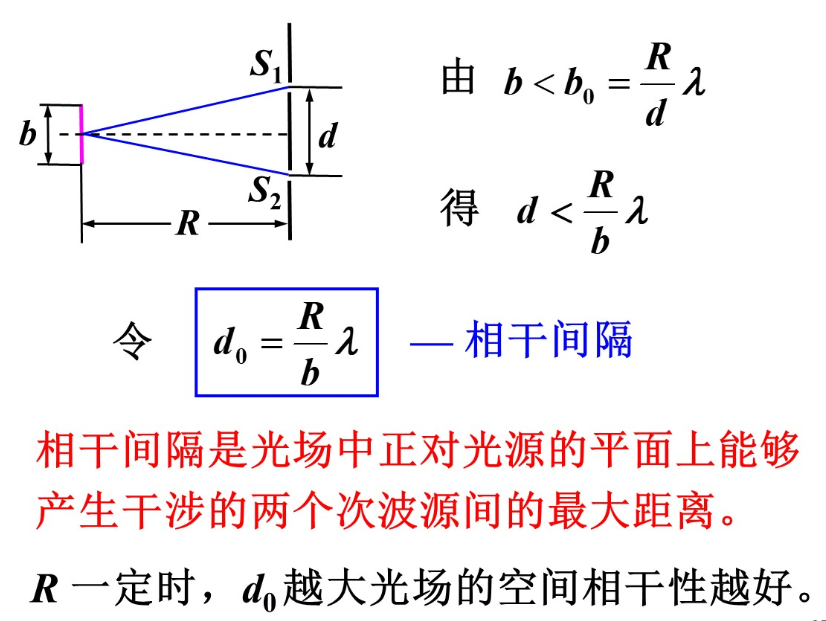 S₁
b
d
S₂
R
由 b < b₀ = R/d λ
得 d < R/b λ
令 d₀ = R/b λ — 相干间隔
相干间隔是光场中正对光源的平面上能够
产生干涉的两个次波源间的最大距离。
R 一定时，d₀越大光场的空间相干性越好。